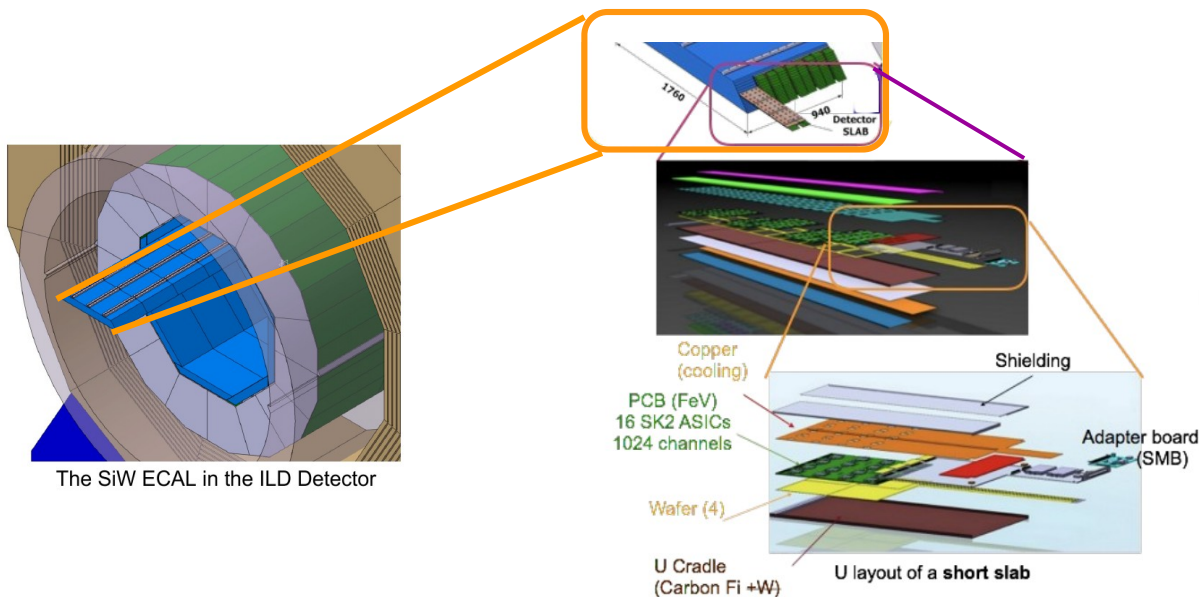 1760
940
Detector
SLAB
The SiW ECAL in the ILD Detector
Copper
(cooling)
Shielding
PCB (FeV)
16 SK2 ASICs
1024 channels
Adapter board
(SMB)
Wafer (4)
U Cradle
(Carbon Fi +W)
U layout of a short slab